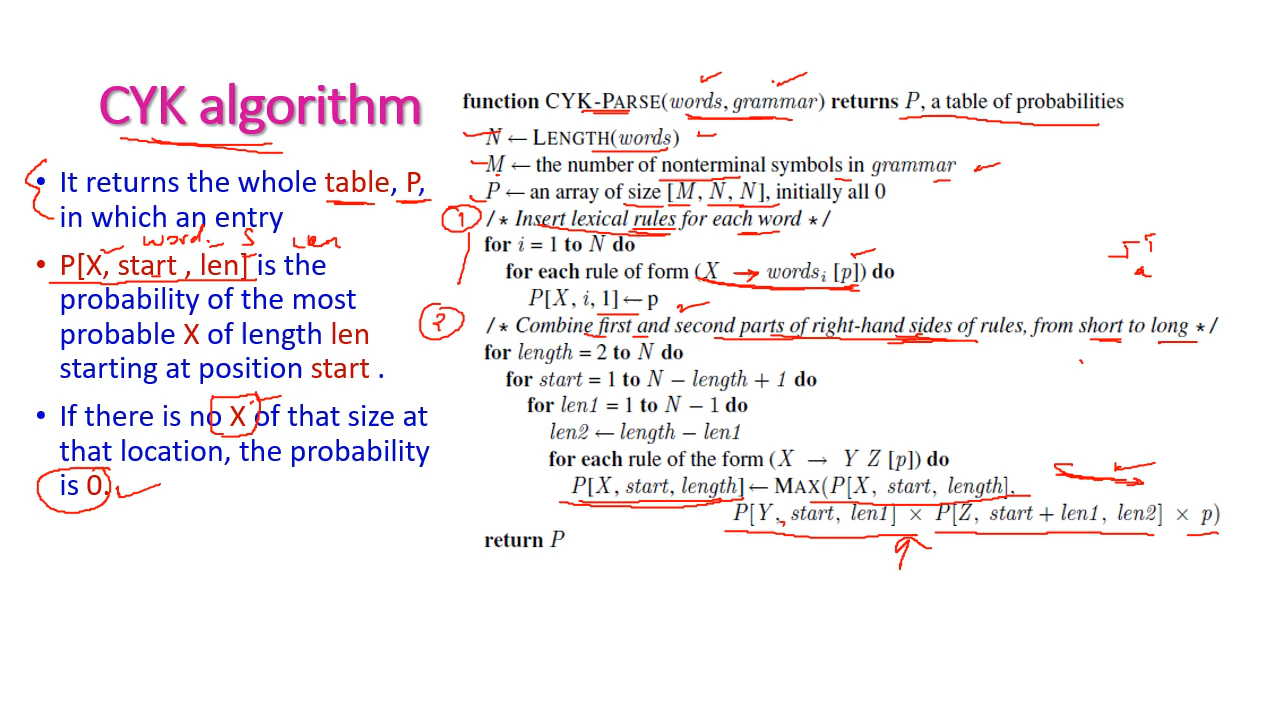 CYK algorithm
• It returns the whole table, P,
in which an entry
word S len
• P[X, start , len] is the
probability of the most
probable X of length len
starting at position start .
• If there is no X of that size at
that location, the probability
is 0.
function CYK-PARSE(words, grammar) returns P, a table of probabilities
N ← LENGTH(words)
M ← the number of nonterminal symbols in grammar
P ← an array of size [M, N, N], initially all 0
1 /* Insert lexical rules for each word */
for i = 1 to N do
for each rule of form (X → wordsᵢ [p]) do
P[X, i, 1] ← p
2 /* Combine first and second parts of right-hand sides of rules, from short to long */
for length = 2 to N do
for start = 1 to N − length + 1 do
for len1 = 1 to N − 1 do
len2 ← length − len1
for each rule of the form (X → Y Z [p]) do
P[X, start, length] ← MAX(P[X, start, length],
P[Y, start, len1] × P[Z, start + len1, len2] × p)
return P